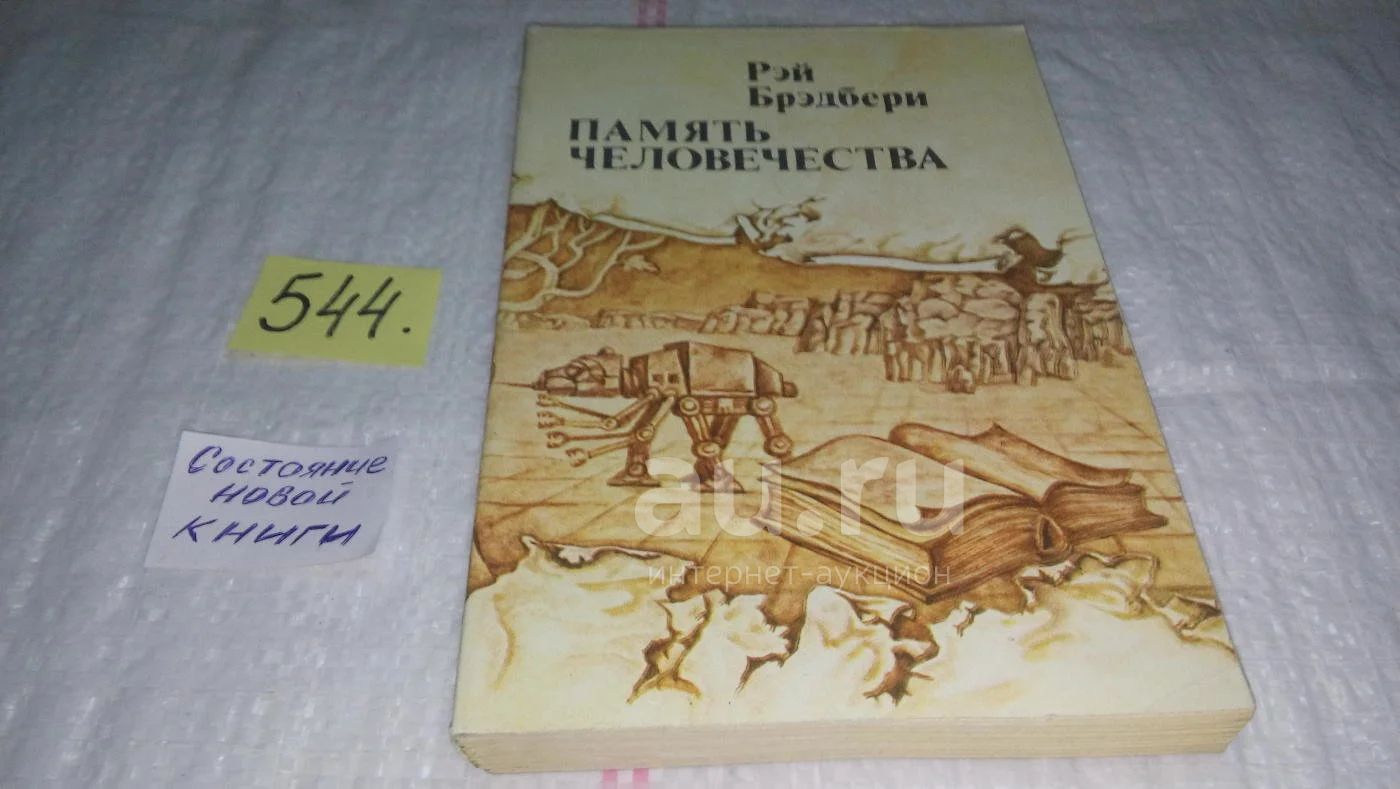 Рэй
Брэдбери
ПАМЯТЬ
ЧЕЛОВЕЧЕСТВА
544.
Состояние
новой
книги
au.ru
интернет-аукцион